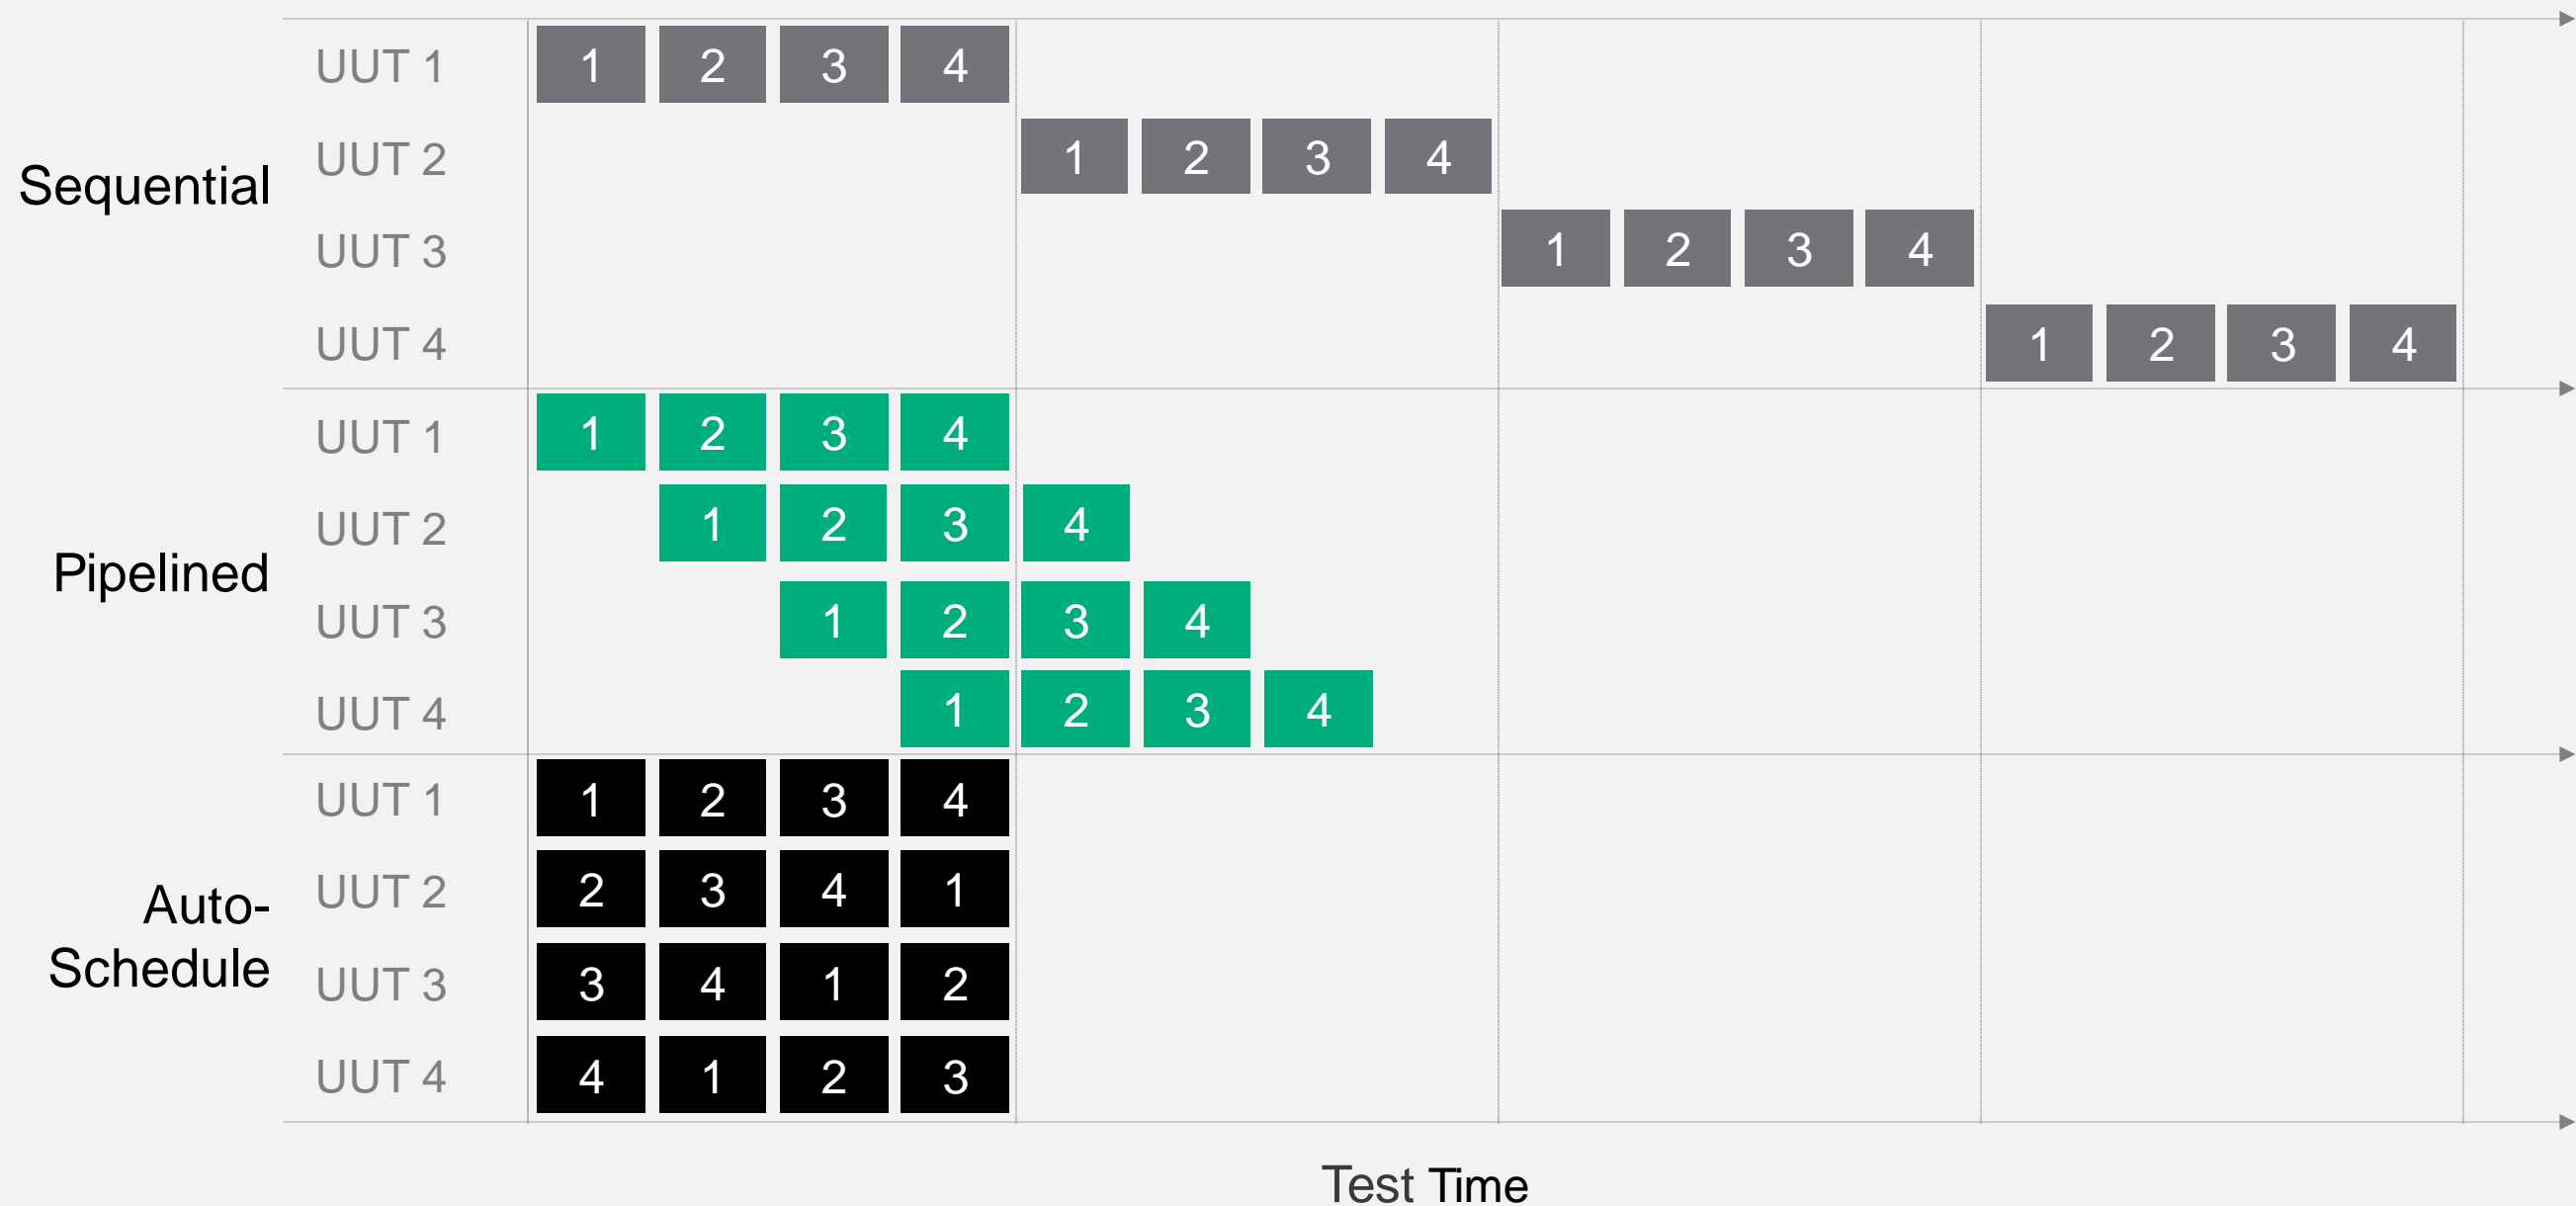 UUT 1 1 2 3 4
UUT 2 1 2 3 4
Sequential
UUT 3 1 2 3 4
UUT 4 1 2 3 4
UUT 1 1 2 3 4
UUT 2 1 2 3 4
Pipelined
UUT 3 1 2 3 4
UUT 4 1 2 3 4
UUT 1 1 2 3 4
UUT 2 2 3 4 1
Auto-
Schedule
UUT 3 3 4 1 2
UUT 4 4 1 2 3
Test Time